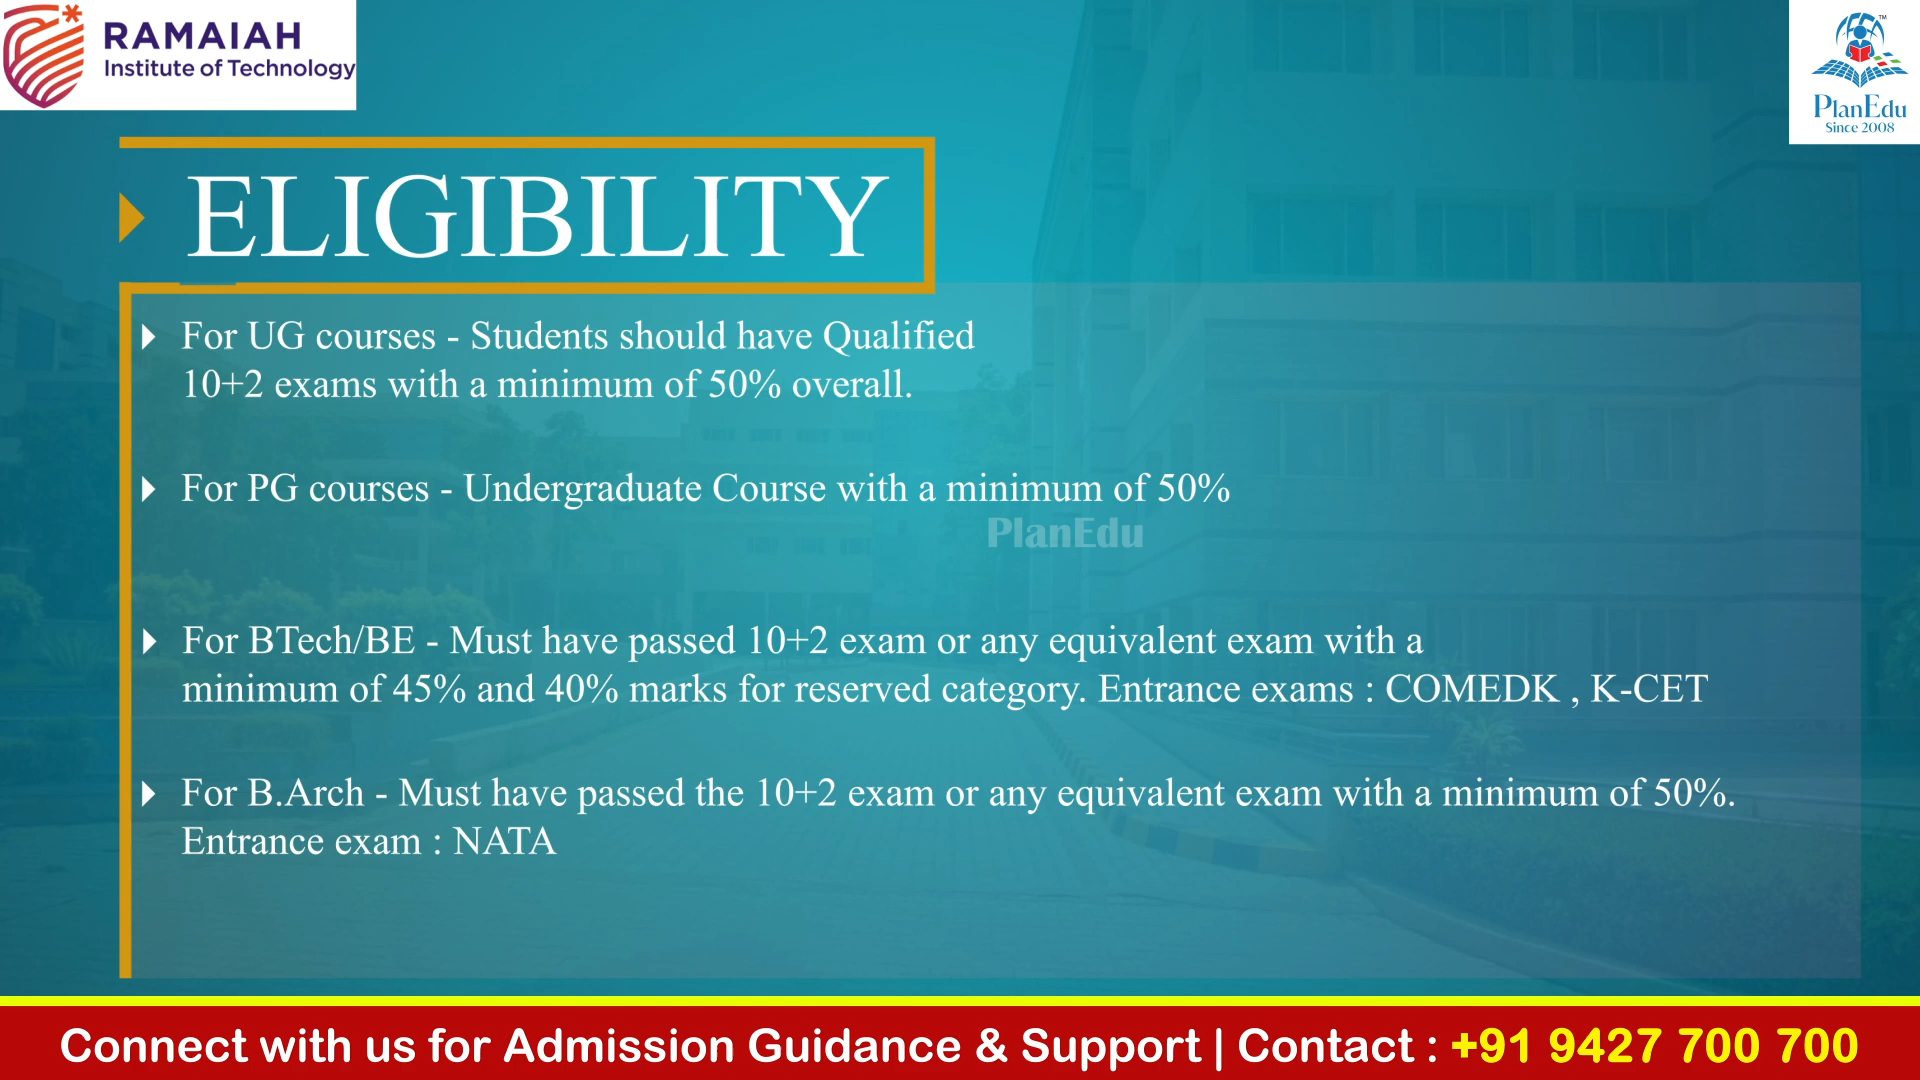 RAMAIAH
Institute of Technology
TM
PlanEdu
Since 2008
ELIGIBILITY
For UG courses - Students should have Qualified
10+2 exams with a minimum of 50% overall.
For PG courses - Undergraduate Course with a minimum of 50%
PlanEdu
For BTech/BE - Must have passed 10+2 exam or any equivalent exam with a
minimum of 45% and 40% marks for reserved category. Entrance exams : COMEDK , K-CET
For B.Arch - Must have passed the 10+2 exam or any equivalent exam with a minimum of 50%.
Entrance exam : NATA
Connect with us for Admission Guidance & Support | Contact : +91 9427 700 700